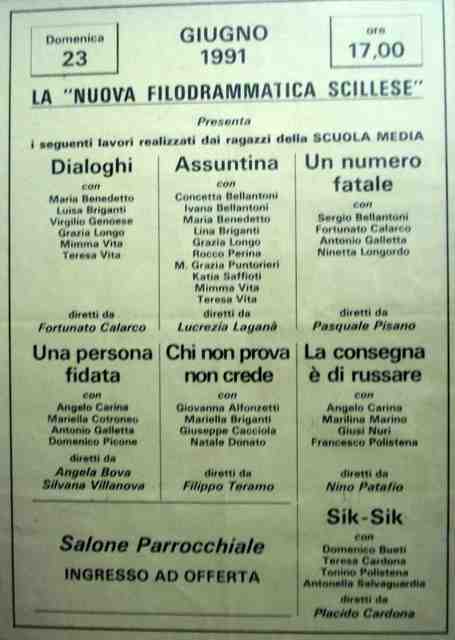 Domenica
23
GIUGNO
1991
ore
17,00
LA "NUOVA FILODRAMMATICA SCILLESE"
Presenta
i seguenti lavori realizzati dai ragazzi della SCUOLA MEDIA
Dialoghi
con
Maria Benedetto
Luisa Briganti
Virgilio Genoese
Grazia Longo
Mimma Vita
Teresa Vita
diretti da
Fortunato Calarco
Assuntina
con
Concetta Bellantoni
Ivana Bellantoni
Maria Benedetto
Lina Briganti
Grazia Longo
Rocco Perina
M. Grazia Puntorieri
Katia Saffioti
Mimma Vita
Teresa Vita
diretti da
Lucrezia Laganà
Un numero
fatale
con
Sergio Bellantoni
Fortunato Calarco
Antonio Galletta
Ninetta Longordo
diretti da
Pasquale Pisano
Una persona
fidata
con
Angelo Carina
Mariella Cotroneo
Antonio Galletta
Domenico Picone
diretti da
Angela Bova
Silvana Villanova
Chi non prova
non crede
con
Giovanna Alfonzetti
Mariella Briganti
Giuseppe Cacciola
Natale Donato
diretti da
Filippo Teramo
La consegna
è di russare
con
Angelo Carina
Marilina Marino
Giusi Nuri
Francesco Polistena
diretti da
Nino Patafio
Sik-Sik
con
Domenico Bueti
Teresa Cardona
Tonino Polistena
Antonella Salvaguardia
diretti da
Placido Cardona
Salone Parrocchiale
INGRESSO AD OFFERTA